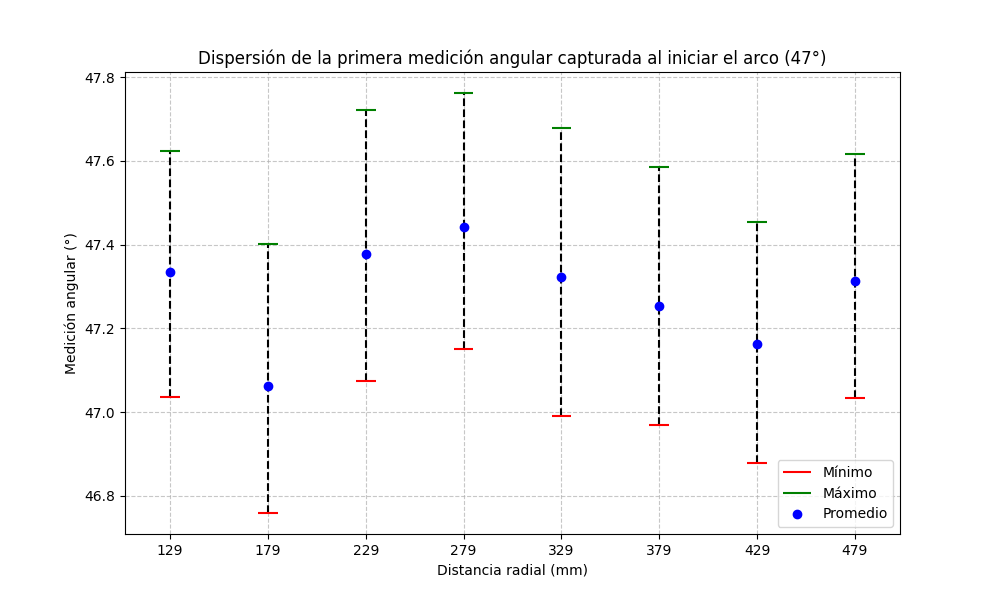 Dispersión de la primera medición angular capturada al iniciar el arco (47°)
Medición angular (°)
47.8
47.6
47.4
47.2
47.0
46.8
129 179 229 279 329 379 429 479
Distancia radial (mm)
Mínimo
Máximo
Promedio